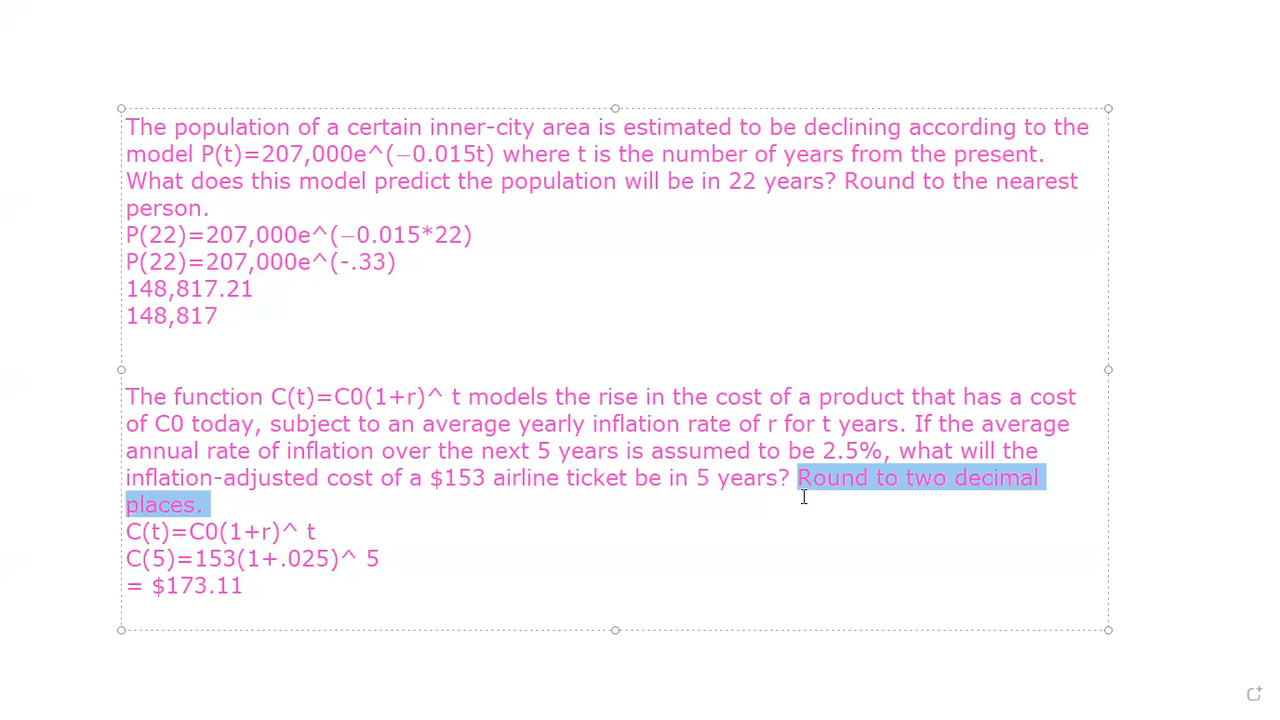 The population of a certain inner-city area is estimated to be declining according to the
model P(t)=207,000e^(−0.015t) where t is the number of years from the present.
What does this model predict the population will be in 22 years? Round to the nearest
person.
P(22)=207,000e^(−0.015*22)
P(22)=207,000e^(-.33)
148,817.21
148,817
The function C(t)=C0(1+r)^ t models the rise in the cost of a product that has a cost
of C0 today, subject to an average yearly inflation rate of r for t years. If the average
annual rate of inflation over the next 5 years is assumed to be 2.5%, what will the
inflation-adjusted cost of a $153 airline ticket be in 5 years? Round to two decimal
places.
C(t)=C0(1+r)^ t
C(5)=153(1+.025)^ 5
= $173.11